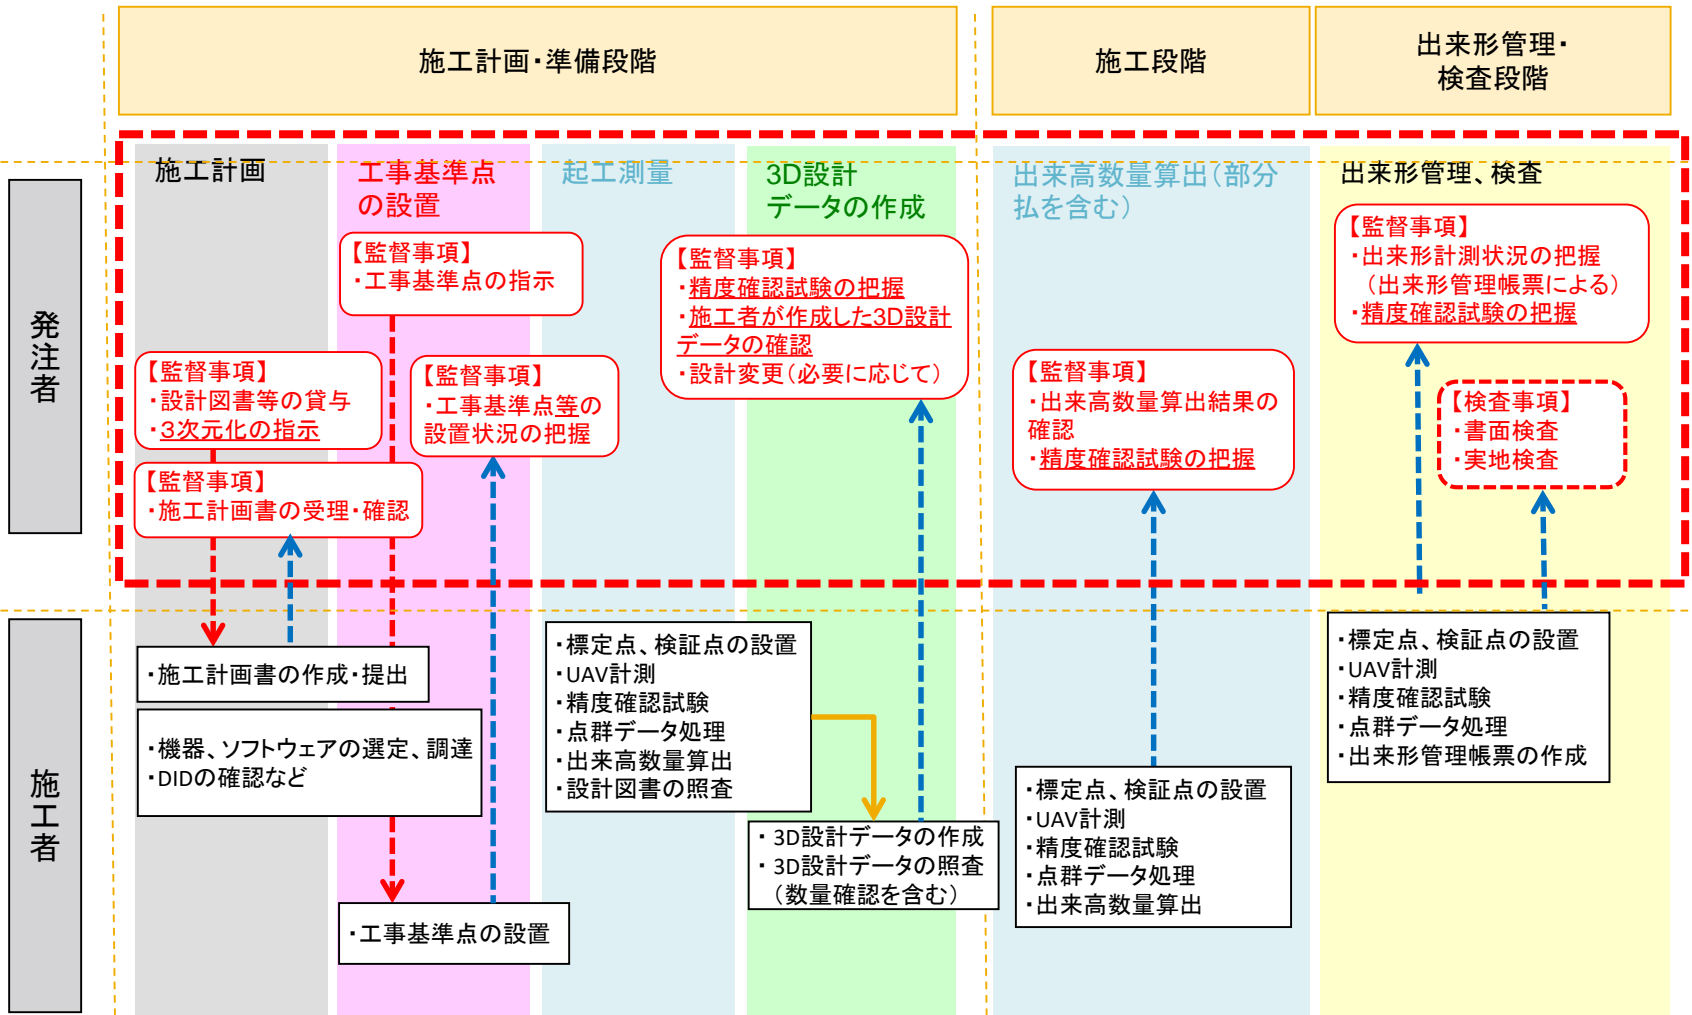 施工計画・準備段階
施工段階
出来形管理・
検査段階
発注者
施工者
施工計画
工事基準点
の設置
起工測量
3D設計
データの作成
出来高数量算出（部分
払を含む）
出来形管理、検査
【監督事項】
・設計図書等の貸与
・３次元化の指示
【監督事項】
・施工計画書の受理・確認
【監督事項】
・工事基準点の指示
【監督事項】
・工事基準点等の
設置状況の把握
【監督事項】
・精度確認試験の把握
・施工者が作成した3D設計
データの確認
・設計変更（必要に応じて）
【監督事項】
・出来高数量算出結果の
確認
・精度確認試験の把握
【監督事項】
・出来形計測状況の把握
（出来形管理帳票による）
・精度確認試験の把握
【検査事項】
・書面検査
・実地検査
・施工計画書の作成・提出
・機器、ソフトウェアの選定、調達
・DIDの確認など
・工事基準点の設置
・標定点、検証点の設置
・UAV計測
・精度確認試験
・点群データ処理
・出来高数量算出
・設計図書の照査
・3D設計データの作成
・3D設計データの照査
（数量確認を含む）
・標定点、検証点の設置
・UAV計測
・精度確認試験
・点群データ処理
・出来高数量算出
・標定点、検証点の設置
・UAV計測
・精度確認試験
・点群データ処理
・出来形管理帳票の作成